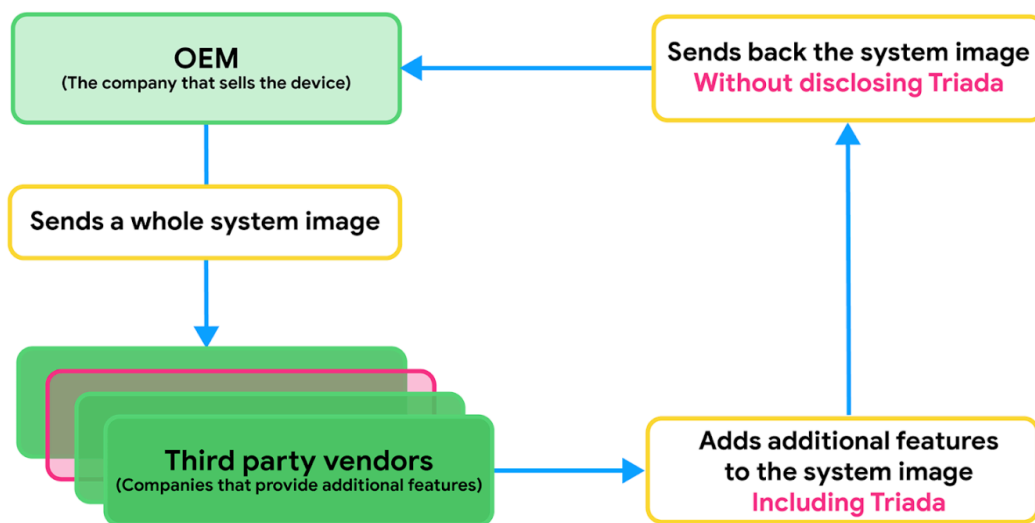 OEM
(The company that sells the device)
Sends back the system image
Without disclosing Triada
Sends a whole system image
Third party vendors
(Companies that provide additional features)
Adds additional features
to the system image
Including Triada